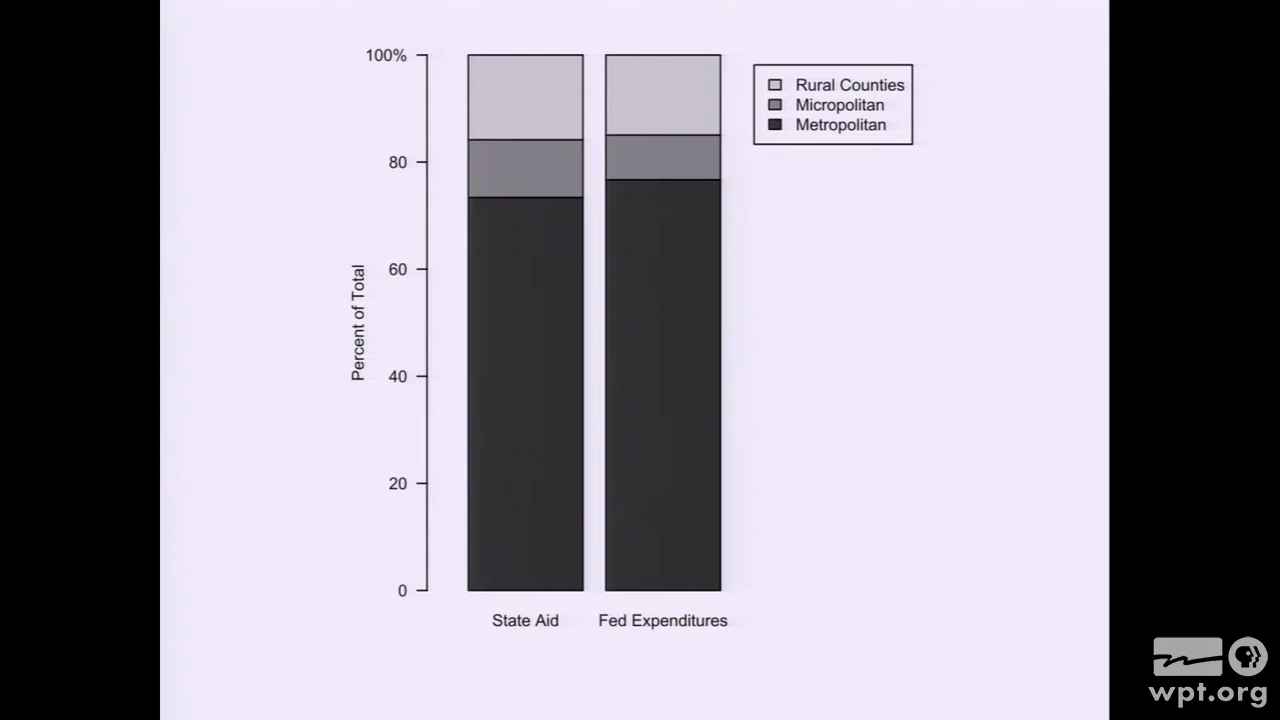 100%
80
60
40
20
0
Percent of Total
State Aid
Fed Expenditures
Rural Counties
Micropolitan
Metropolitan
wpt.org